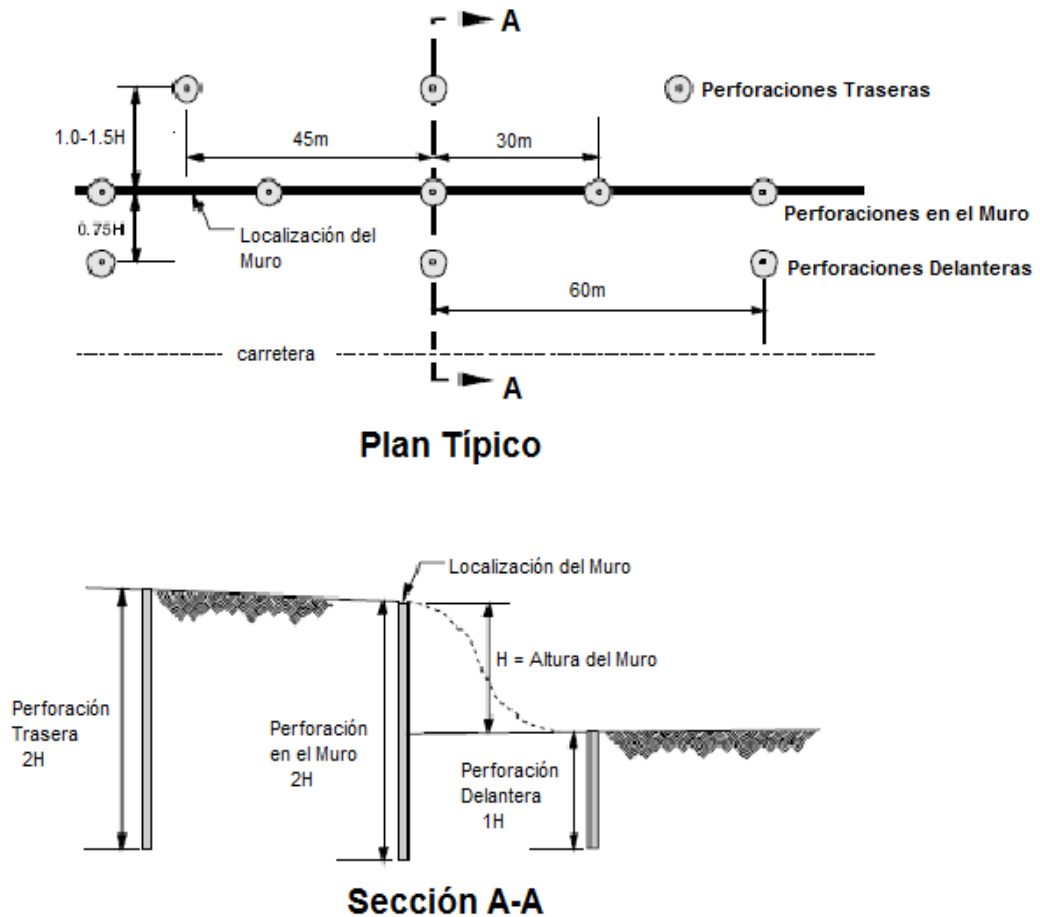 A
Perforaciones Traseras
1.0-1.5H
45m
30m
Perforaciones en el Muro
0.75H
Localización del
Muro
Perforaciones Delanteras
60m
carretera
A
Plan Típico
Localización del Muro
H = Altura del Muro
Perforación
Trasera
2H
Perforación
en el Muro
2H
Perforación
Delantera
1H
Sección A-A